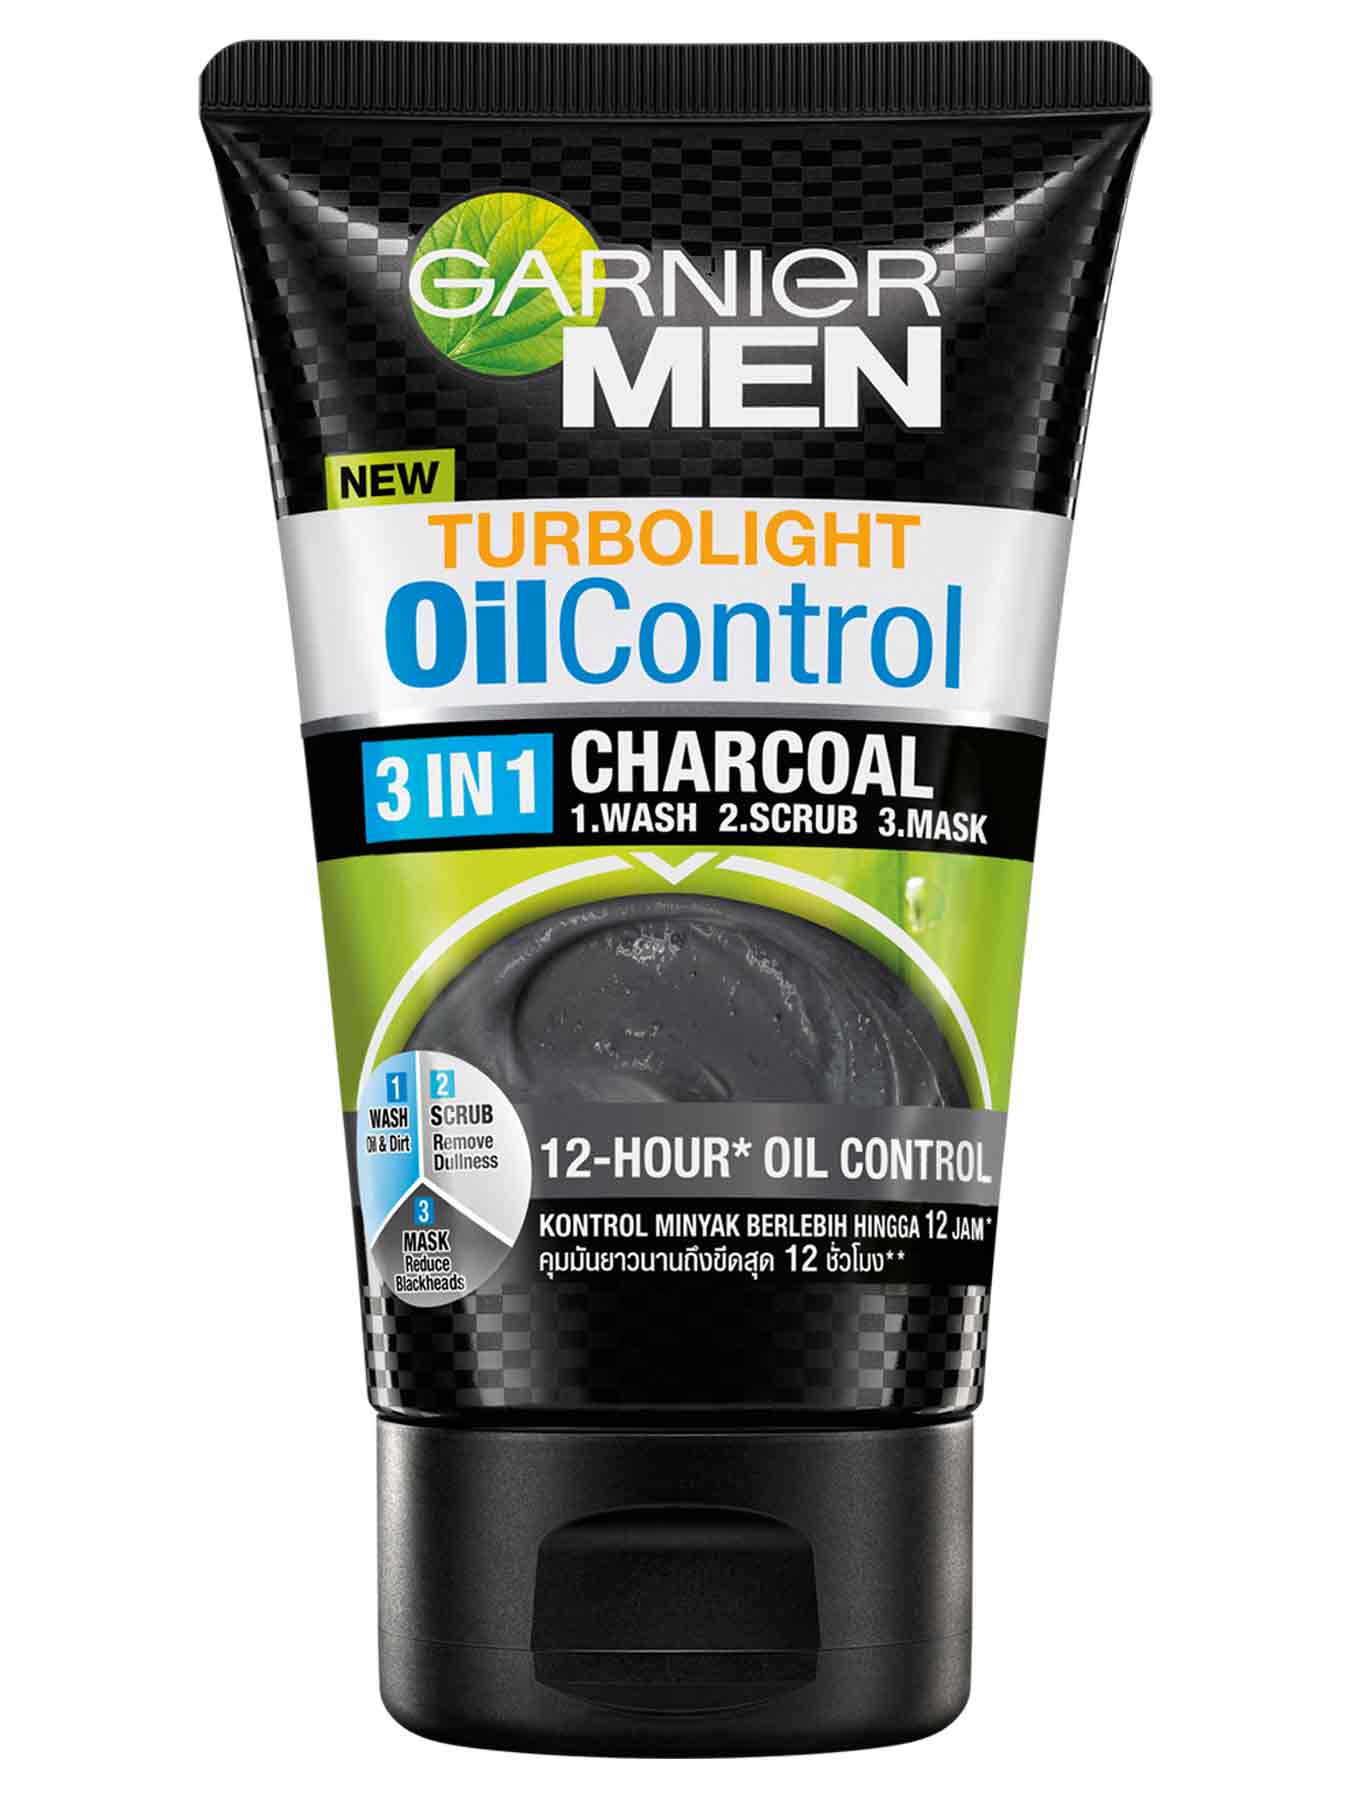 GARNIER
MEN
NEW
TURBOLIGHT
OilControl
3 IN 1
CHARCOAL
1.WASH 2.SCRUB 3.MASK
1
WASH
Oil & Dirt
2
SCRUB
Remove
Dullness
3
MASK
Reduce
Blackheads
12-HOUR* OIL CONTROL
KONTROL MINYAK BERLEBIH HINGGA 12 JAM*
คุมมันยาวนานถึงขีดสุด 12 ชั่วโมง**